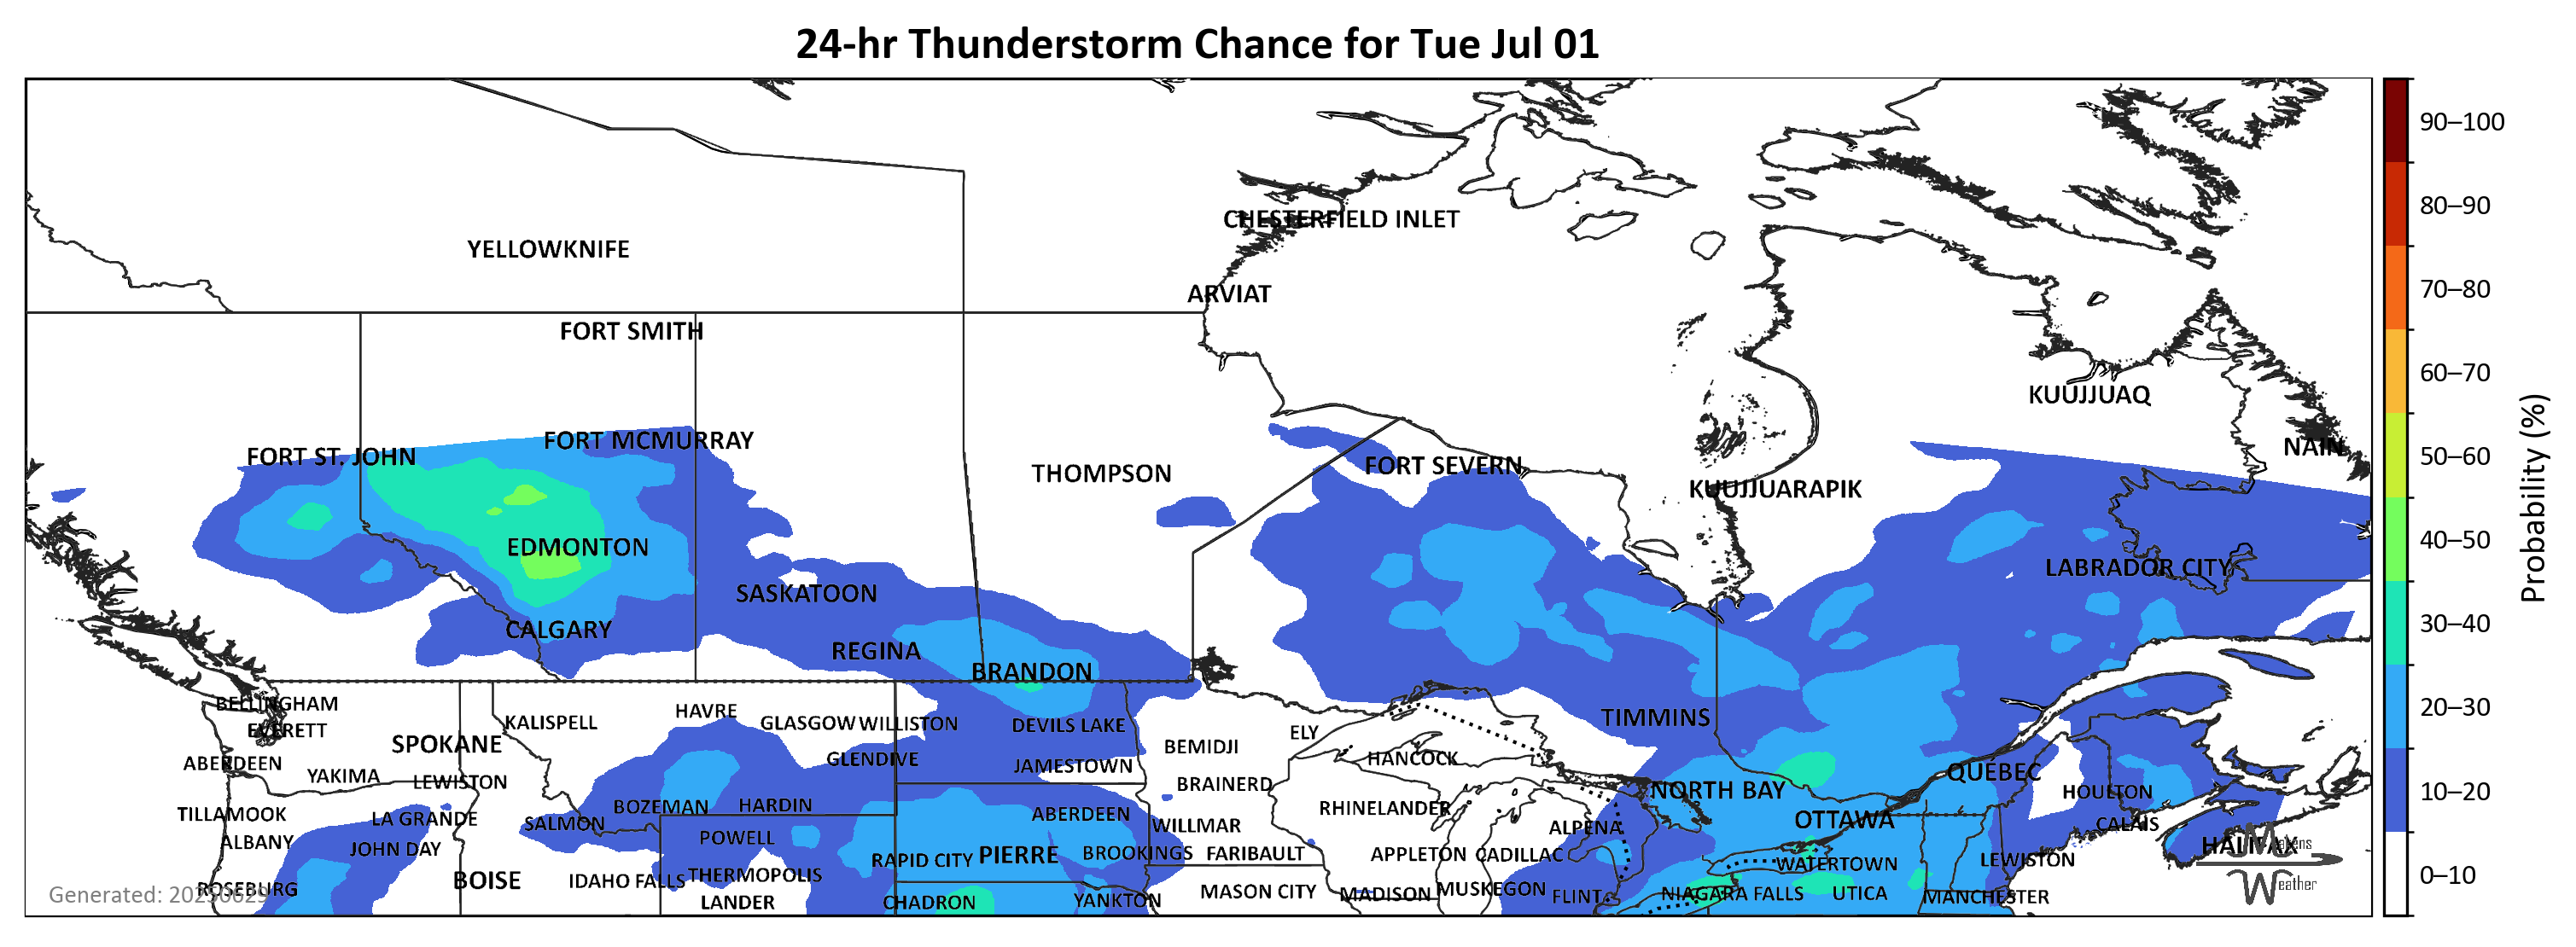 24-hr Thunderstorm Chance for Tue Jul 01
90–100
80–90
70–80
60–70
50–60
40–50
30–40
20–30
10–20
0–10
Probability (%)
CHESTERFIELD INLET
YELLOWKNIFE
ARVIAT
FORT SMITH
KUUJJUAQ
FORT MCMURRAY
NAIN
FORT ST. JOHN
FORT SEVERN
THOMPSON
KUUJJUARAPIK
EDMONTON
LABRADOR CITY
SASKATOON
CALGARY
REGINA
BRANDON
BELLINGHAM
HAVRE
TIMMINS
KALISPELL
GLASGOW
WILLISTON
DEVILS LAKE
EVERETT
ELY
SPOKANE
BEMIDJI
HANCOCK
GLENDIVE
ABERDEEN
JAMESTOWN
QUÉBEC
YAKIMA
LEWISTON
BRAINERD
NORTH BAY
HOULTON
BOZEMAN
HARDIN
RHINELANDER
TILLAMOOK
ABERDEEN
LA GRANDE
OTTAWA
SALMON
WILLMAR
ALPENA
CALAIS
POWELL
ALBANY
HALIFAX
JOHN DAY
BROOKINGS
FARIBAULT
APPLETON
CADILLAC
PIERRE
RAPID CITY
LEWISTON
WATERTOWN
THERMOPOLIS
BOISE
IDAHO FALLS
ROSEBURG
MUSKEGON
MASON CITY
MADISON
NIAGARA FALLS
UTICA
FLINT
MANCHESTER
LANDER
CHADRON
YANKTON
Generated: 20250629
Weather